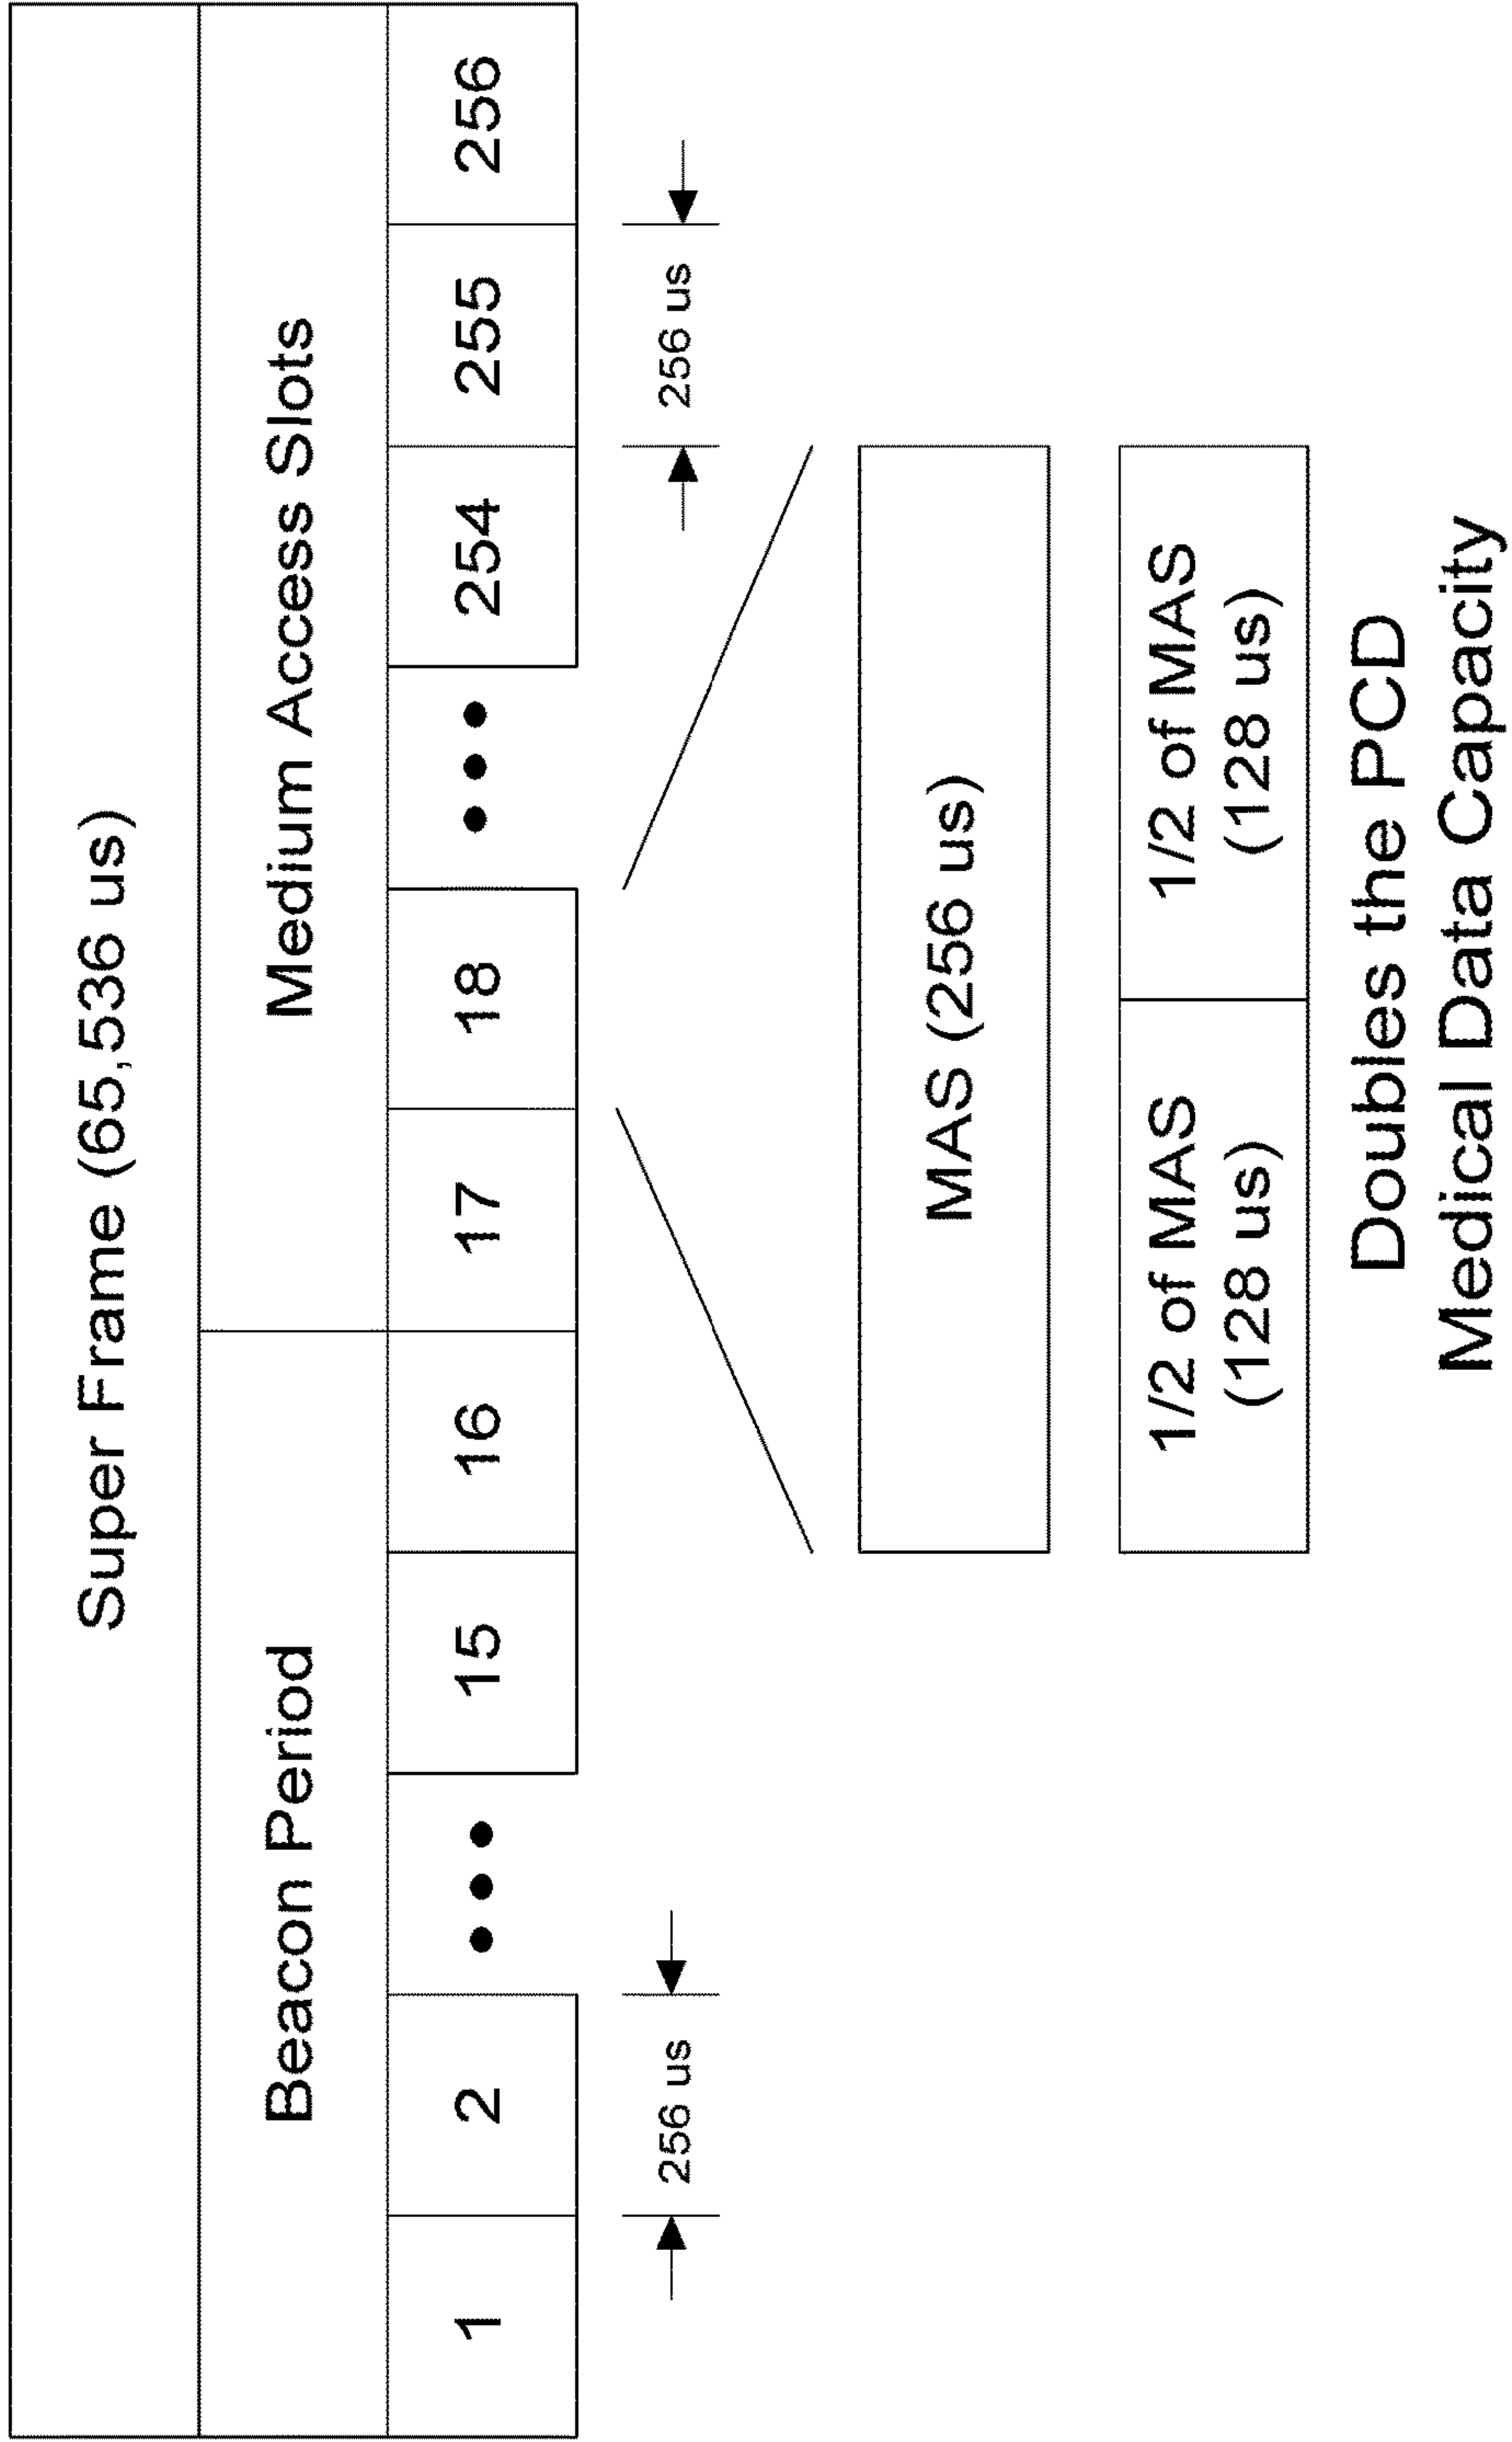 Super Frame (65,536 us)
Beacon Period
Medium Access Slots
1
2
15
16
17
18
254
255
256
256 us
256 us
MAS (256 us)
1/2 of MAS
(128 us)
1/2 of MAS
(128 us)
Doubles the PCD
Medical Data Capacity